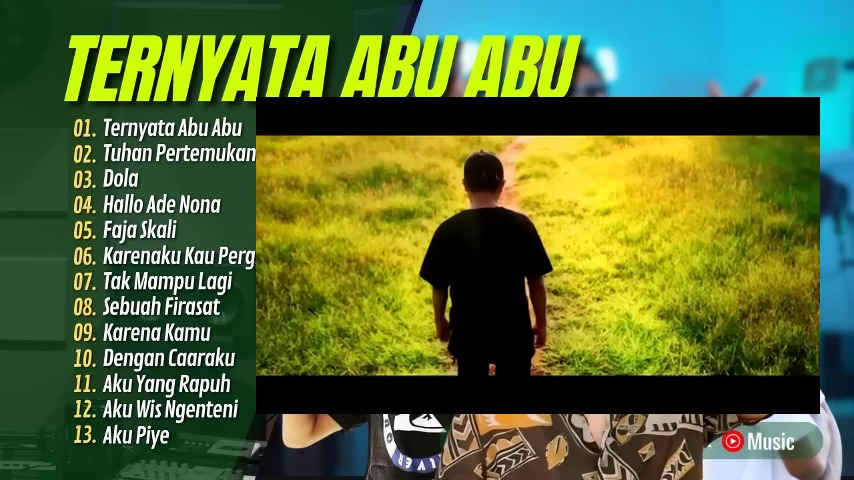 TERNYATA ABU ABU
01. Ternyata Abu Abu
02. Tuhan Pertemukan
03. Dola
04. Hallo Ade Nona
05. Faja Skali
06. Karenaku Kau Perg
07. Tak Mampu Lagi
08. Sebuah Firasat
09. Karena Kamu
10. Dengan Caaraku
11. Aku Yang Rapuh
12. Aku Wis Ngenteni
13. Aku Piye
Music